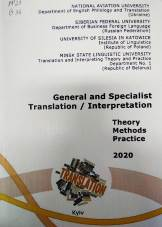 NATIONAL AVIATION UNIVERSITY
Department of English Philology and Translation
(Ukraine)
SIBERIAN FEDERAL UNIVERSITY
Department of Business Foreign Language
(Russian Federation)
UNIVERSITY OF SILESIA IN KATOWICE
Institute of Linguistics
(Republic of Poland)
MINSK STATE LINGUISTIC UNIVERSITY
Translation and Interpreting Theory and Practice
Department No. 1
(Republic of Belarus)
General and Specialist
Translation / Interpretation
Theory
Methods
Practice
2020
TRANSLATION
Kyiv